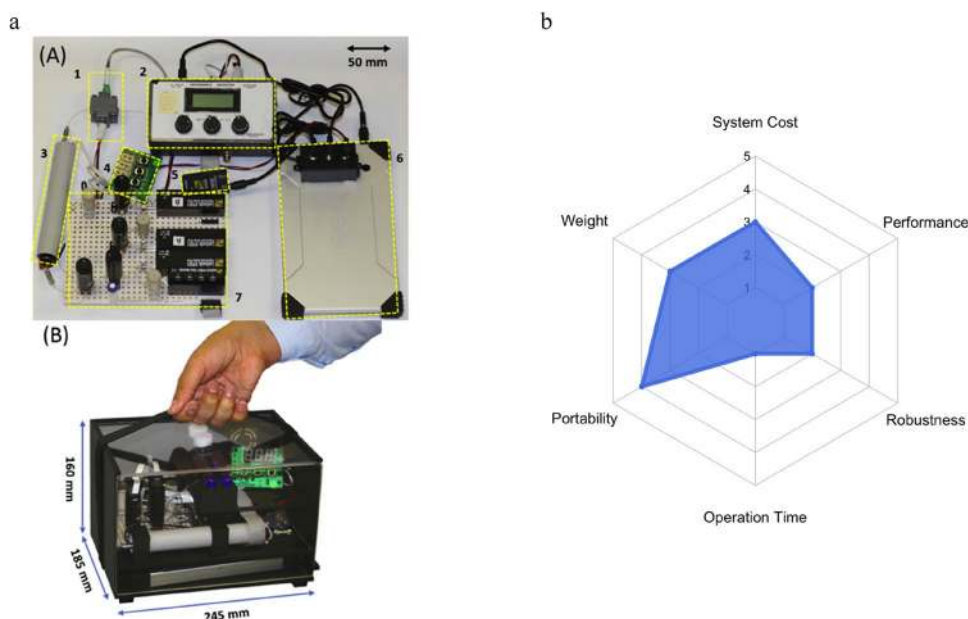 a
(A)
50 mm
1
2
3
4
5
6
7
(B)
160 mm
185 mm
245 mm
b
System Cost
5
4
3
2
1
Performance
Robustness
Operation Time
Portability
Weight